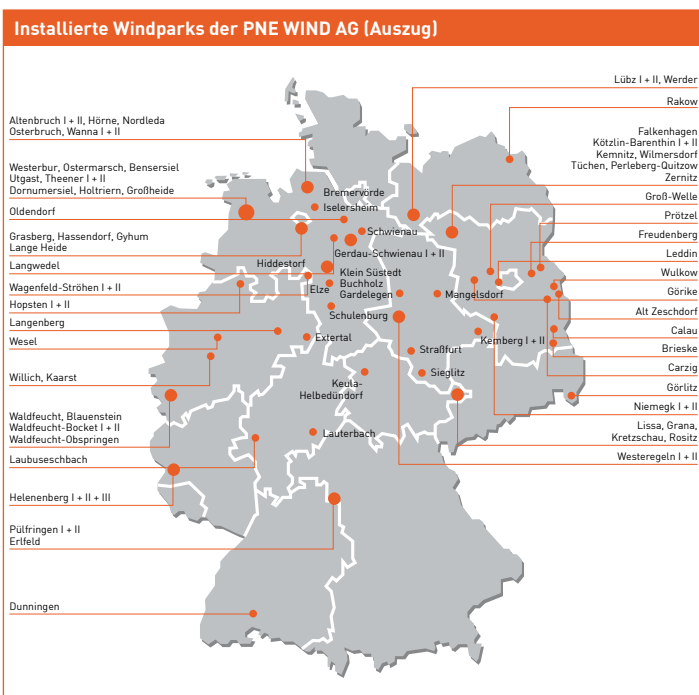 Installierte Windparks der PNE WIND AG (Auszug)
Altenbruch I + II, Hörne, Nordleda
Osterbruch, Wanna I + II
Westerbur, Ostermarsch, Bensersiel
Utgast, Theener I + II
Dornumersiel, Holtriern, Großheide
Oldendorf
Grasberg, Hassendorf, Gyhum
Lange Heide
Langwedel
Wagenfeld-Ströhen I + II
Hopsten I + II
Langenberg
Wesel
Willich, Kaarst
Waldfeucht, Blauenstein
Waldfeucht-Bocket I + II
Waldfeucht-Obspringen
Laubuseschbach
Helenenberg I + II + III
Pülfringen I + II
Erlfeld
Dunningen
Bremervörde
Iselersheim
Schwienau
Gerdau-Schwienau I + II
Hiddestorf
Klein Süstedt
Buchholz
Elze
Gardelegen
Mangelsdorf
Schulenburg
Extertal
Kemberg I + II
Straßfurt
Sieglitz
Keula-
Helbedündorf
Lauterbach
Lübz I + II, Werder
Rakow
Falkenhagen
Kötzlin-Barenthin I + II
Kemnitz, Wilmersdorf
Tüchen, Perleberg-Quitzow
Zernitz
Groß-Welle
Prötzel
Freudenberg
Leddin
Wulkow
Görike
Alt Zeschdorf
Calau
Brieske
Carzig
Görlitz
Niemegk I + II
Lissa, Grana,
Kretzschau, Rositz
Westeregeln I + II